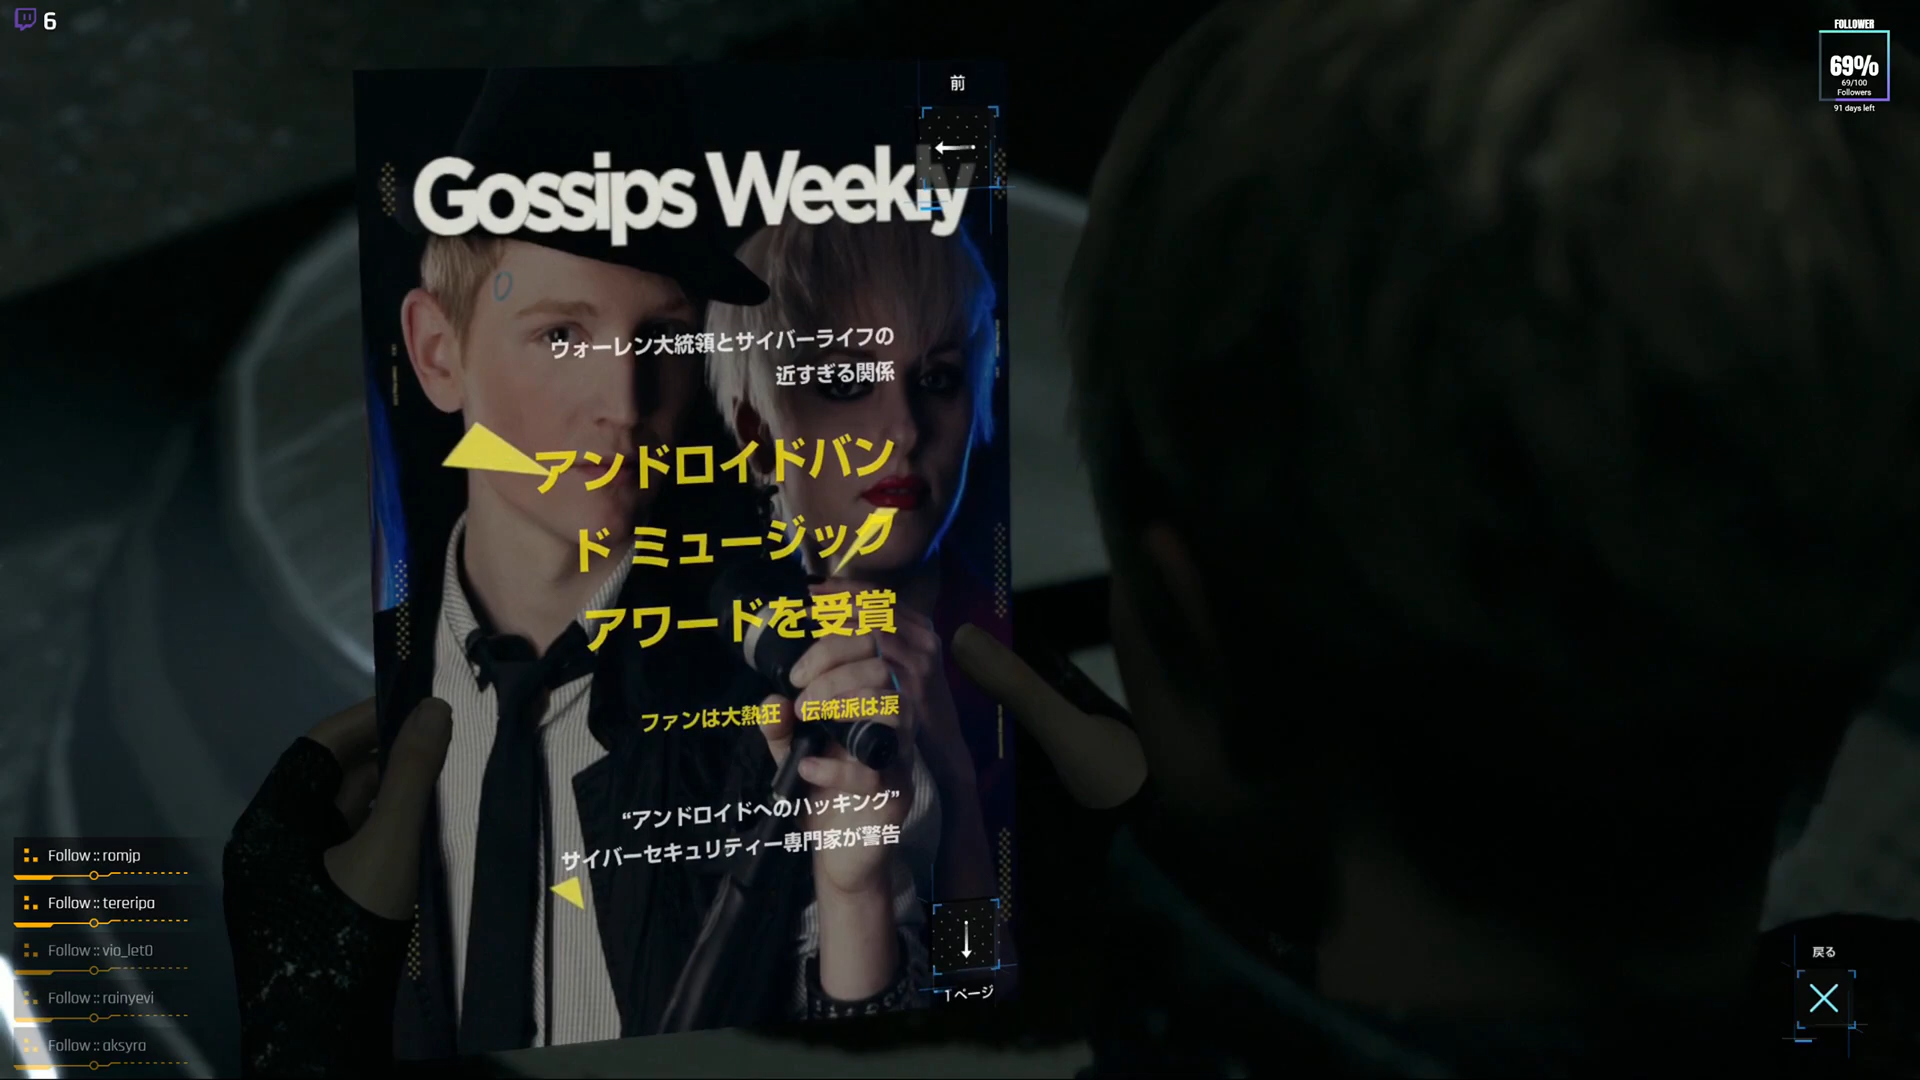 6
FOLLOWER
69%
69/100
Followers
91 days left
前
Gossips Weekly
ウォーレン大統領とサイバーライフの
近すぎる関係
アンドロイドバン
ド ミュージック
アワードを受賞
ファンは大熱狂 伝統派は涙
“アンドロイドへのハッキング”
サイバーセキュリティー専門家が警告
1ページ
戻る
Follow :: romjp
Follow :: tereripa
Follow :: vio_let0
Follow :: rainyevi
Follow :: aksyra